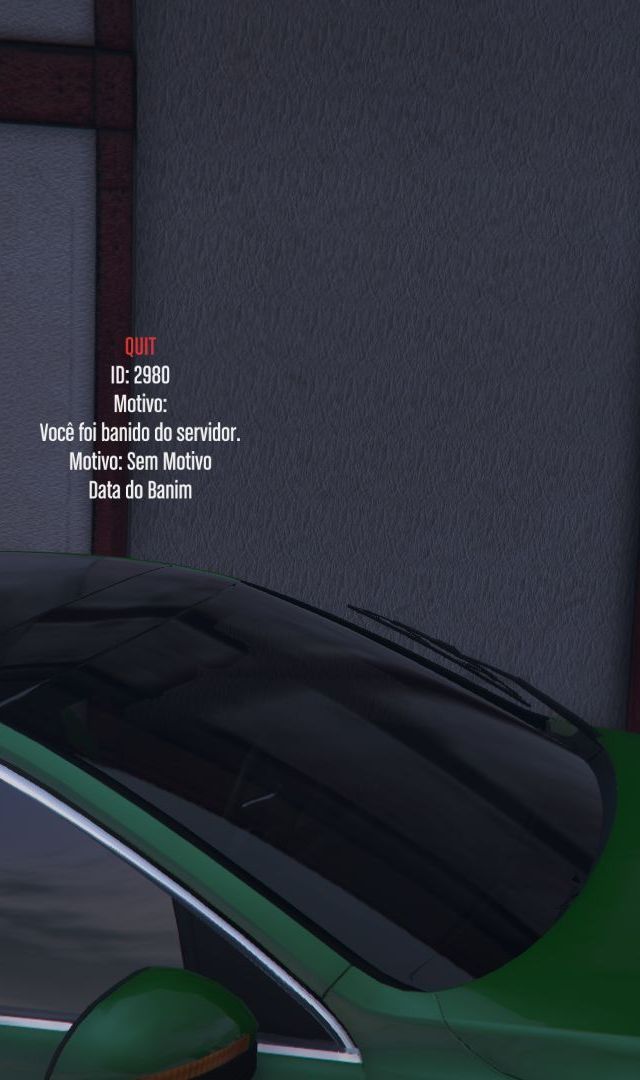 QUIT
ID: 2980
Motivo:
Você foi banido do servidor.
Motivo: Sem Motivo
Data do Banim